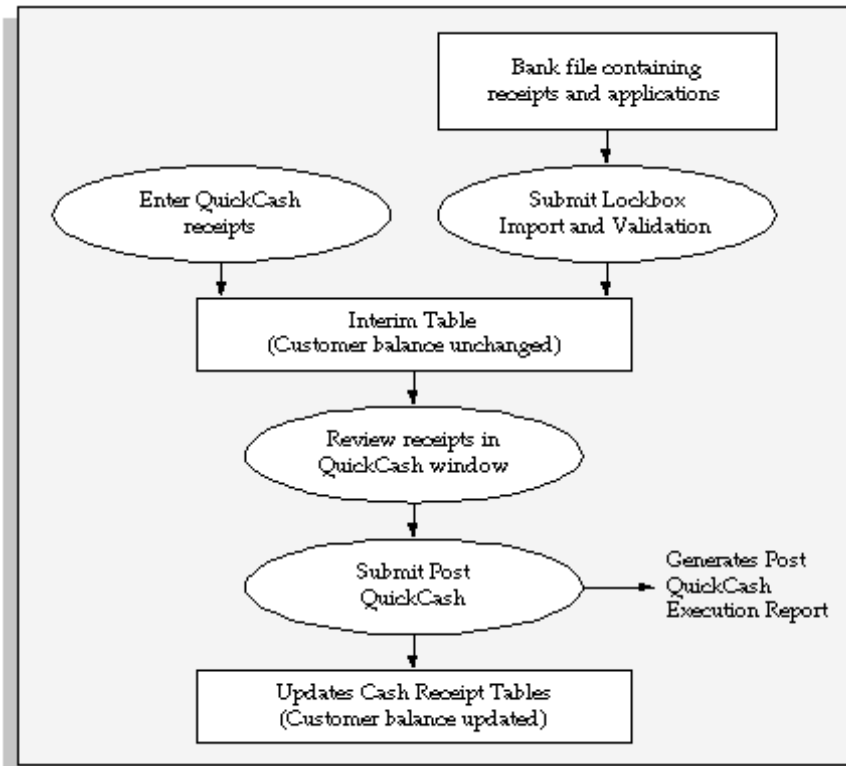 Bank file containing
receipts and applications
Enter QuickCash
receipts
Submit Lockbox
Import and Validation
Interim Table
(Customer balance unchanged)
Review receipts in
QuickCash window
Submit Post
QuickCash
Generates Post
QuickCash
Execution Report
Updates Cash Receipt Tables
(Customer balance updated)